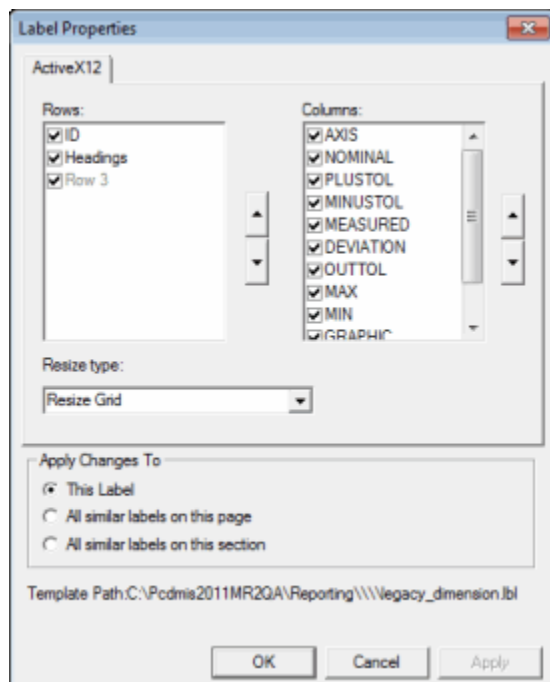 Label Properties
ActiveX12
Rows:
ID
Headings
Row 3
Columns:
AXIS
NOMINAL
PLUSTOL
MINUSTOL
MEASURED
DEVIATION
OUTTOL
MAX
MIN
GRAPHIC
Resize type:
Resize Grid
Apply Changes To
This Label
All similar labels on this page
All similar labels on this section
Template Path:C:\Pcdmis2011MR2QA\Reporting\\\\legacy_dimension.lbl
OK Cancel Apply